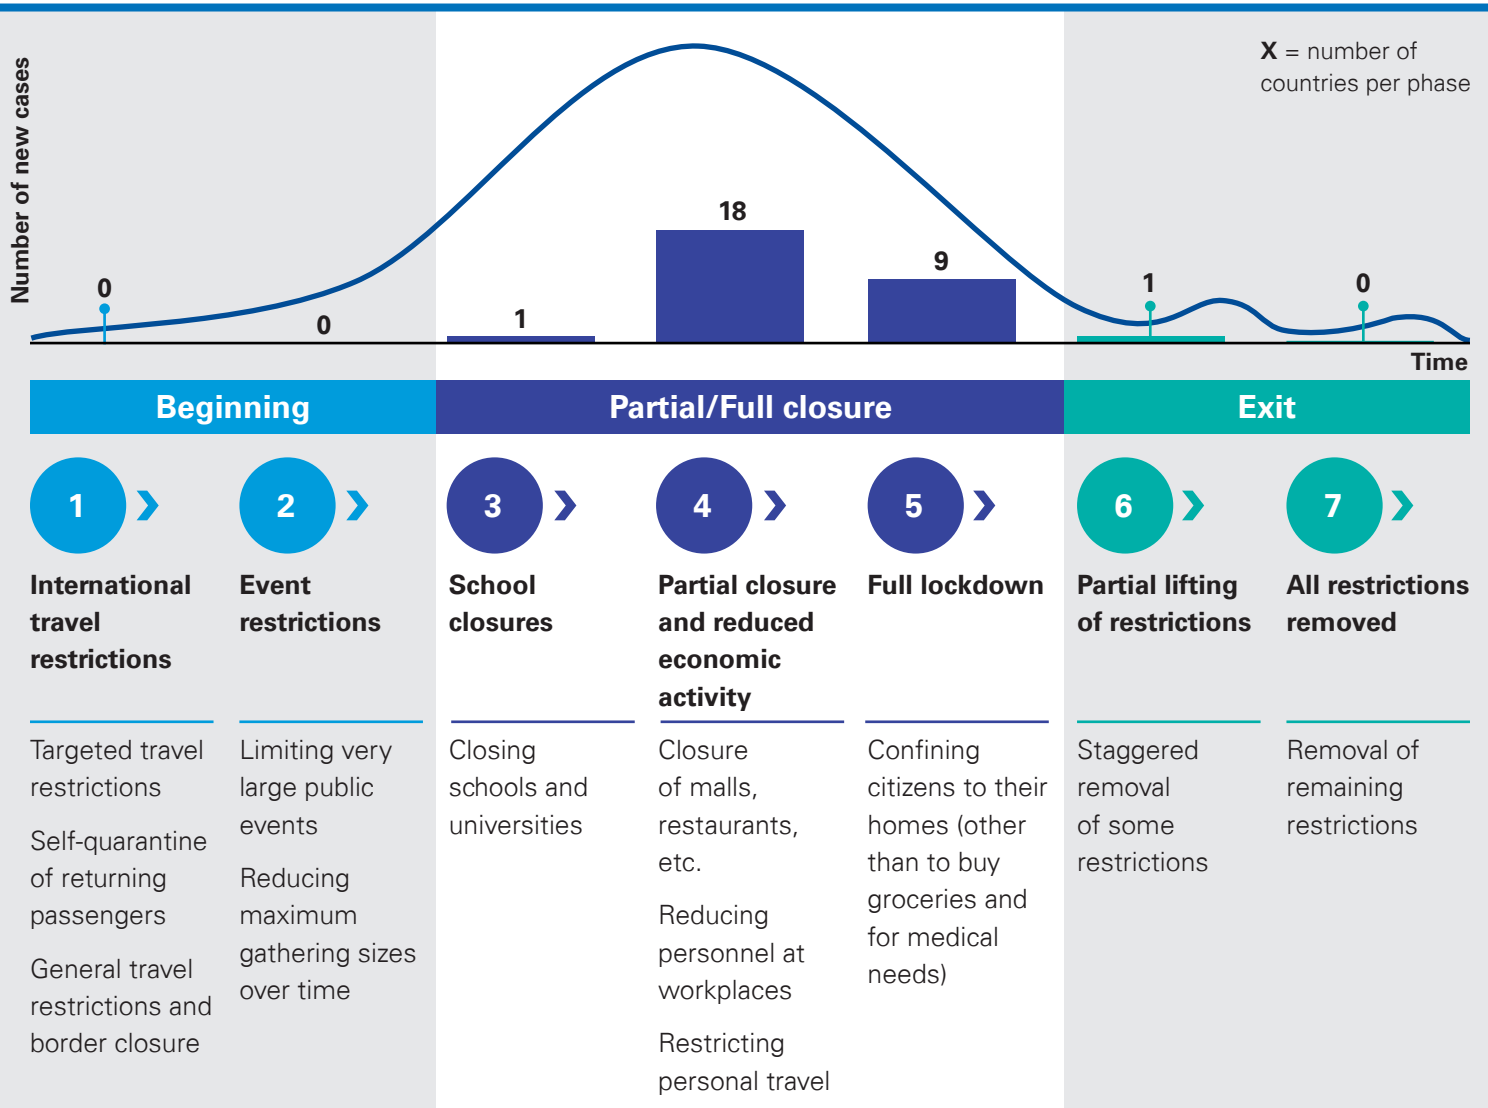 Number of new cases
X = number of
countries per phase
0
0
1
18
9
1
0
Time
Beginning
Partial/Full closure
Exit
1
2
3
4
5
6
7
International
travel
restrictions
Event
restrictions
School
closures
Partial closure
and reduced
economic
activity
Full lockdown
Partial lifting
of restrictions
All restrictions
removed
Targeted travel
restrictions
Self-quarantine
of returning
passengers
General travel
restrictions and
border closure
Limiting very
large public
events
Reducing
maximum
gathering sizes
over time
Closing
schools and
universities
Closure
of malls,
restaurants,
etc.
Reducing
personnel at
workplaces
Restricting
personal travel
Confining
citizens to their
homes (other
than to buy
groceries and
for medical
needs)
Staggered
removal
of some
restrictions
Removal of
remaining
restrictions